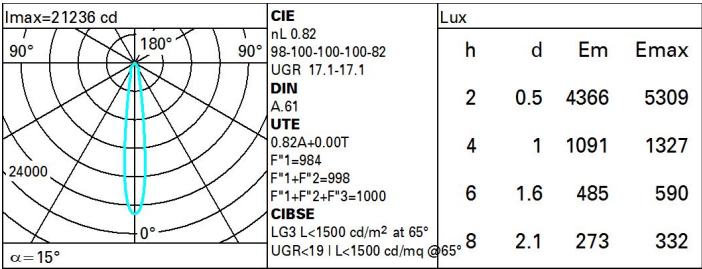 Imax=21236 cd
90°
180°
90°
24000
0°
α=15°
CIE
nL 0.82
98-100-100-100-82
UGR 17.1-17.1
DIN
A.61
UTE
0.82A+0.00T
F"1=984
F"1+F"2=998
F"1+F"2+F"3=1000
CIBSE
LG3 L<1500 cd/m² at 65°
UGR<19 | L<1500 cd/mq @65°
Lux
h d Em Emax
2 0.5 4366 5309
4 1 1091 1327
6 1.6 485 590
8 2.1 273 332